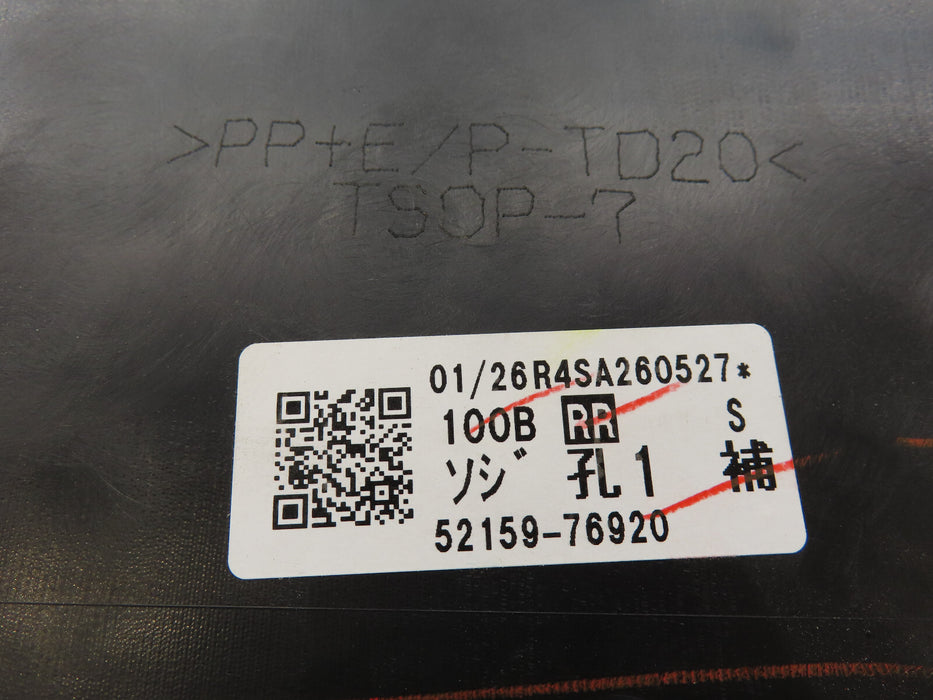 >PP+E/P-TD20<
TSOP-7
01/26R4SA260527*
100B RR S
ソジ 孔1 補
52159-76920